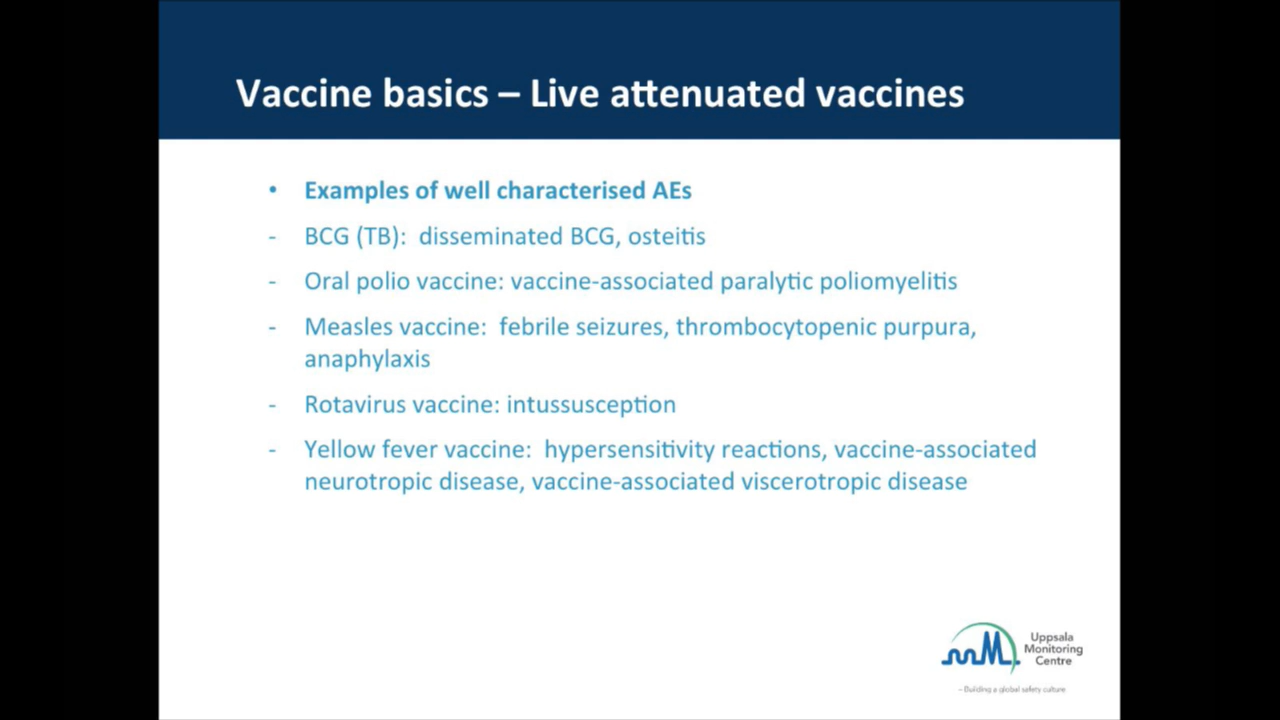 Vaccine basics – Live attenuated vaccines
• Examples of well characterised AEs
- BCG (TB):  disseminated BCG, osteitis
- Oral polio vaccine: vaccine-associated paralytic poliomyelitis
- Measles vaccine:  febrile seizures, thrombocytopenic purpura,
anaphylaxis
- Rotavirus vaccine: intussusception
- Yellow fever vaccine:  hypersensitivity reactions, vaccine-associated
neurotropic disease, vaccine-associated viscerotropic disease
Uppsala
Monitoring
Centre
– Building a global safety culture